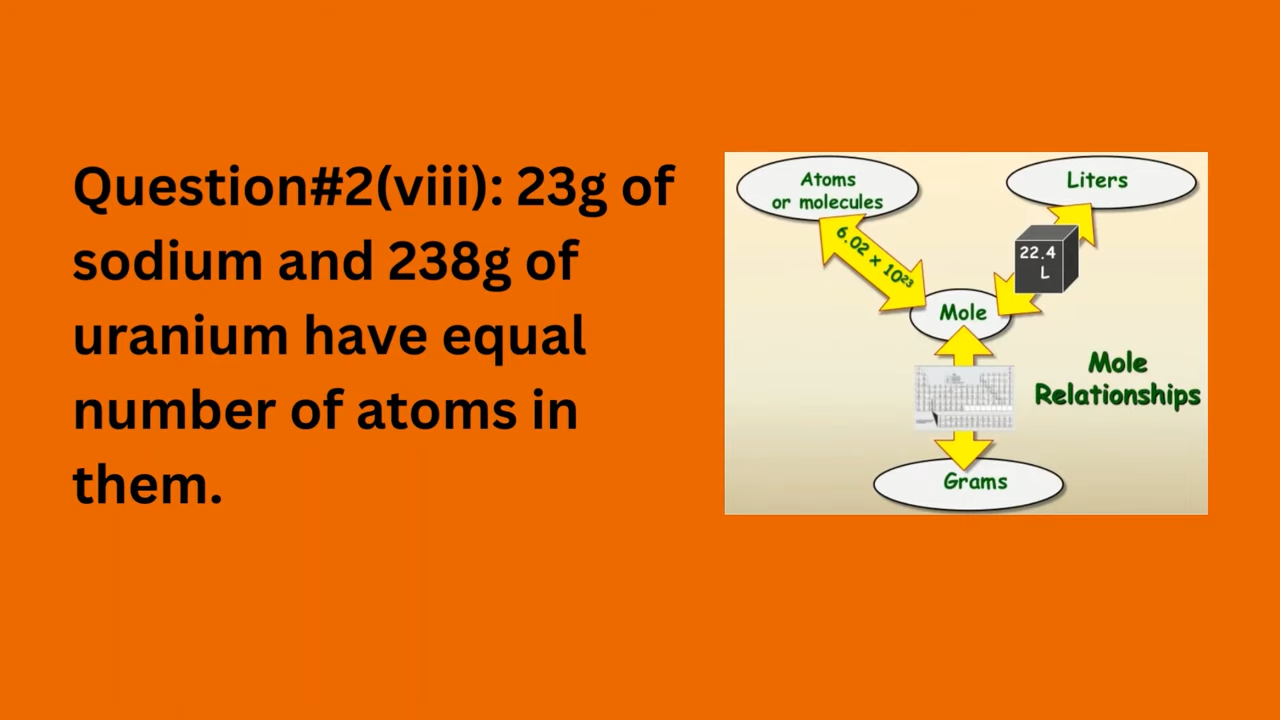 Question#2(viii): 23g of
sodium and 238g of
uranium have equal
number of atoms in
them.
Atoms
or molecules
Liters
6.02 × 10²³
22.4
L
Mole
Mole
Relationships
Grams